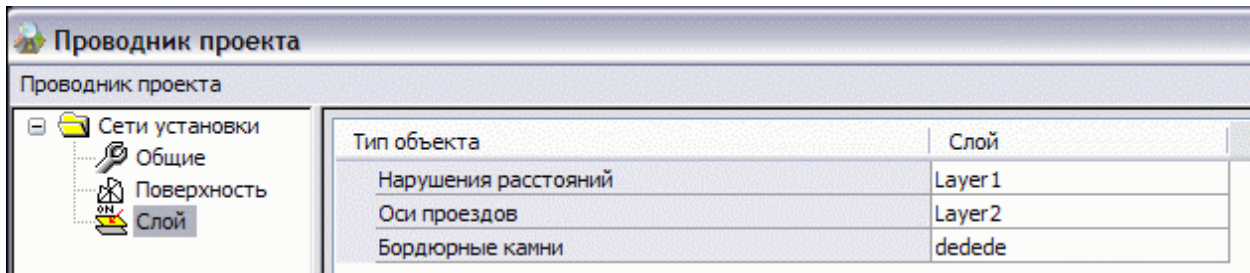 Проводник проекта
Проводник проекта
Сети установки
Общие
Поверхность
ON
Слой
Тип объекта Слой
Нарушения расстояний Layer1
Оси проездов Layer2
Бордюрные камни dedede